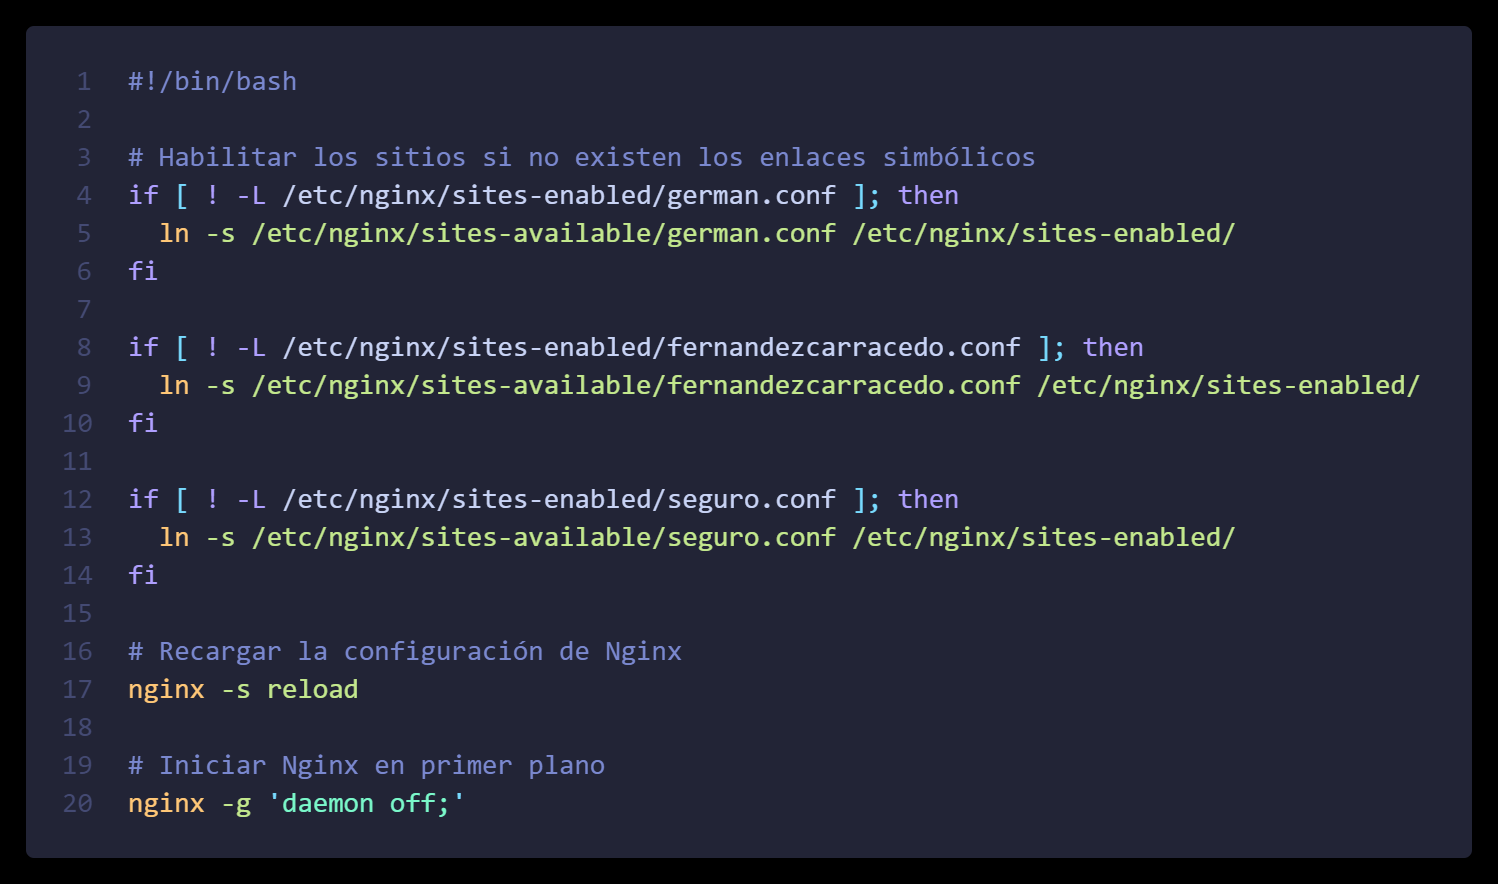 1 #!/bin/bash
2
3 # Habilitar los sitios si no existen los enlaces simbólicos
4 if [ ! -L /etc/nginx/sites-enabled/german.conf ]; then
5   ln -s /etc/nginx/sites-available/german.conf /etc/nginx/sites-enabled/
6 fi
7
8 if [ ! -L /etc/nginx/sites-enabled/fernandezcarracedo.conf ]; then
9   ln -s /etc/nginx/sites-available/fernandezcarracedo.conf /etc/nginx/sites-enabled/
10 fi
11
12 if [ ! -L /etc/nginx/sites-enabled/seguro.conf ]; then
13   ln -s /etc/nginx/sites-available/seguro.conf /etc/nginx/sites-enabled/
14 fi
15
16 # Recargar la configuración de Nginx
17 nginx -s reload
18
19 # Iniciar Nginx en primer plano
20 nginx -g 'daemon off;'